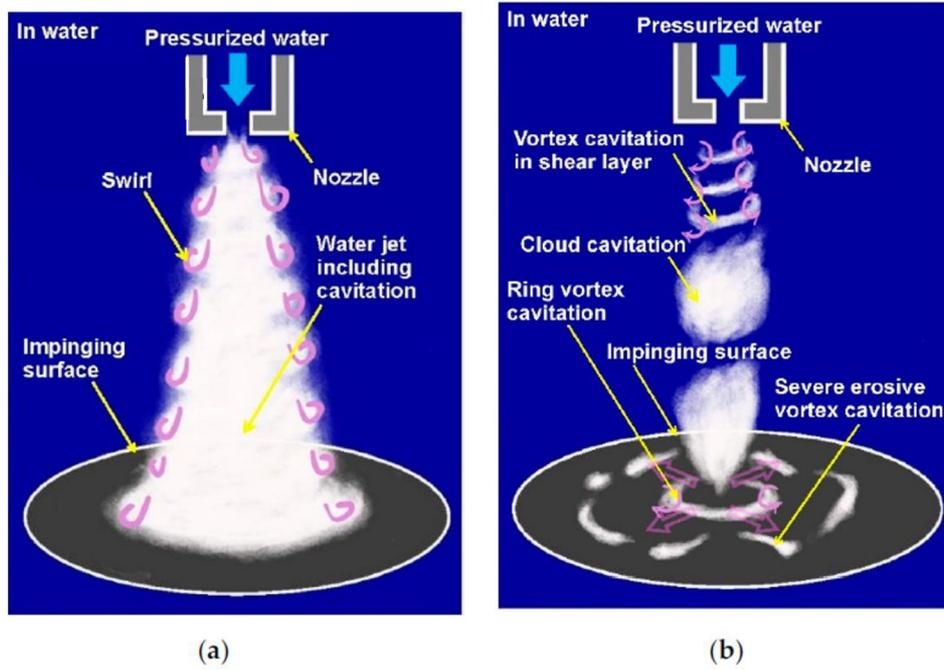 In water
Pressurized water
Swirl
Nozzle
Water jet
including
cavitation
Impinging
surface
(a)
In water
Pressurized water
Vortex cavitation
in shear layer
Nozzle
Cloud cavitation
Ring vortex
cavitation
Impinging surface
Severe erosive
vortex cavitation
(b)